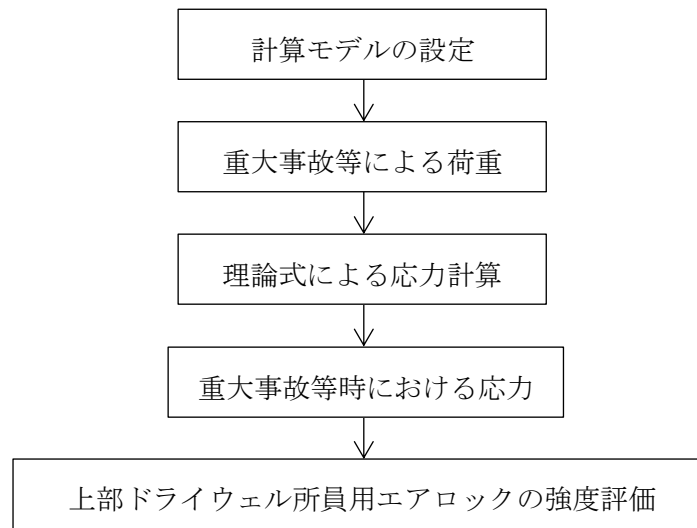 計算モデルの設定
重大事故等による荷重
理論式による応力計算
重大事故等時における応力
上部ドライウェル所員用エアロックの強度評価